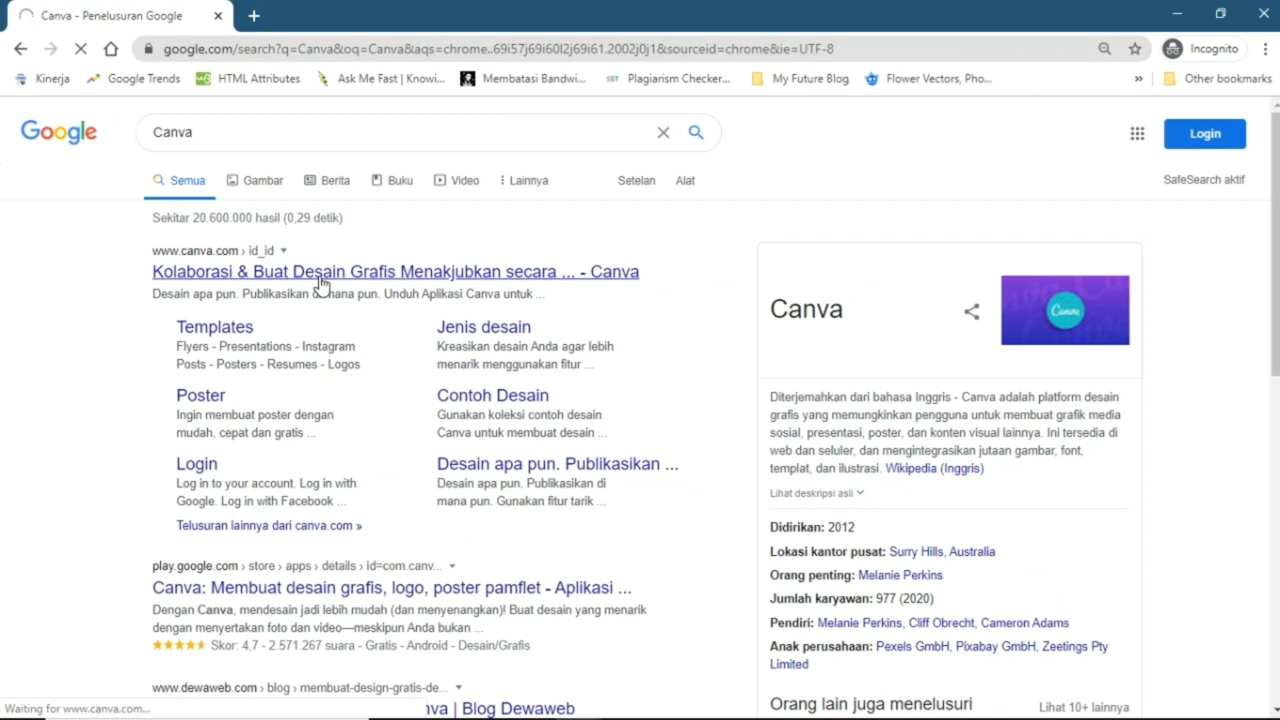 Canva - Penelusuran Google
google.com/search?q=Canva&oq=Canva&aqs=chrome..69i57j69i60l2j69i61.2002j0j1&sourceid=chrome&ie=UTF-8
Incognito
Kinerja
Google Trends
HTML Attributes
Ask Me Fast | Knowi...
Membatasi Bandwi...
SST
Plagiarism Checker...
My Future Blog
Flower Vectors, Pho...
»
Other bookmarks
Google
Canva
Login
Semua
Gambar
Berita
Buku
Video
Lainnya
Setelan
Alat
SafeSearch aktif
Sekitar 20.600.000 hasil (0,29 detik)
www.canva.com › id_id
Kolaborasi & Buat Desain Grafis Menakjubkan secara ... - Canva
Desain apa pun. Publikasikan di mana pun. Unduh Aplikasi Canva untuk ...
Templates
Flyers - Presentations - Instagram
Posts - Posters - Resumes - Logos
Jenis desain
Kreasikan desain Anda agar lebih
menarik menggunakan fitur ...
Poster
Ingin membuat poster dengan
mudah, cepat dan gratis ...
Contoh Desain
Gunakan koleksi contoh desain
Canva untuk membuat desain ...
Login
Log in to your account. Log in with
Google. Log in with Facebook ...
Desain apa pun. Publikasikan ...
Desain apa pun. Publikasikan di
mana pun. Gunakan fitur tarik ...
Telusuran lainnya dari canva.com »
play.google.com › store › apps › details › id=com.canv...
Canva: Membuat desain grafis, logo, poster pamflet - Aplikasi ...
Dengan Canva, mendesain jadi lebih mudah (dan menyenangkan)! Buat desain yang menarik
dengan menyertakan foto dan video—meskipun Anda bukan ...
Skor: 4,7 - 2.571.267 suara - Gratis - Android - Desain/Grafis
www.dewaweb.com › blog › membuat-design-gratis-de...
nva | Blog Dewaweb
Waiting for www.canva.com...
Canva
Canva
Diterjemahkan dari bahasa Inggris - Canva adalah platform desain
grafis yang memungkinkan pengguna untuk membuat grafik media
sosial, presentasi, poster, dan konten visual lainnya. Ini tersedia di
web dan seluler, dan mengintegrasikan jutaan gambar, font,
templat, dan ilustrasi. Wikipedia (Inggris)
Lihat deskripsi asli
Didirikan: 2012
Lokasi kantor pusat: Surry Hills, Australia
Orang penting: Melanie Perkins
Jumlah karyawan: 977 (2020)
Pendiri: Melanie Perkins, Cliff Obrecht, Cameron Adams
Anak perusahaan: Pexels GmbH, Pixabay GmbH, Zeetings Pty
Limited
Orang lain juga menelusuri
Lihat 10+ lainnya